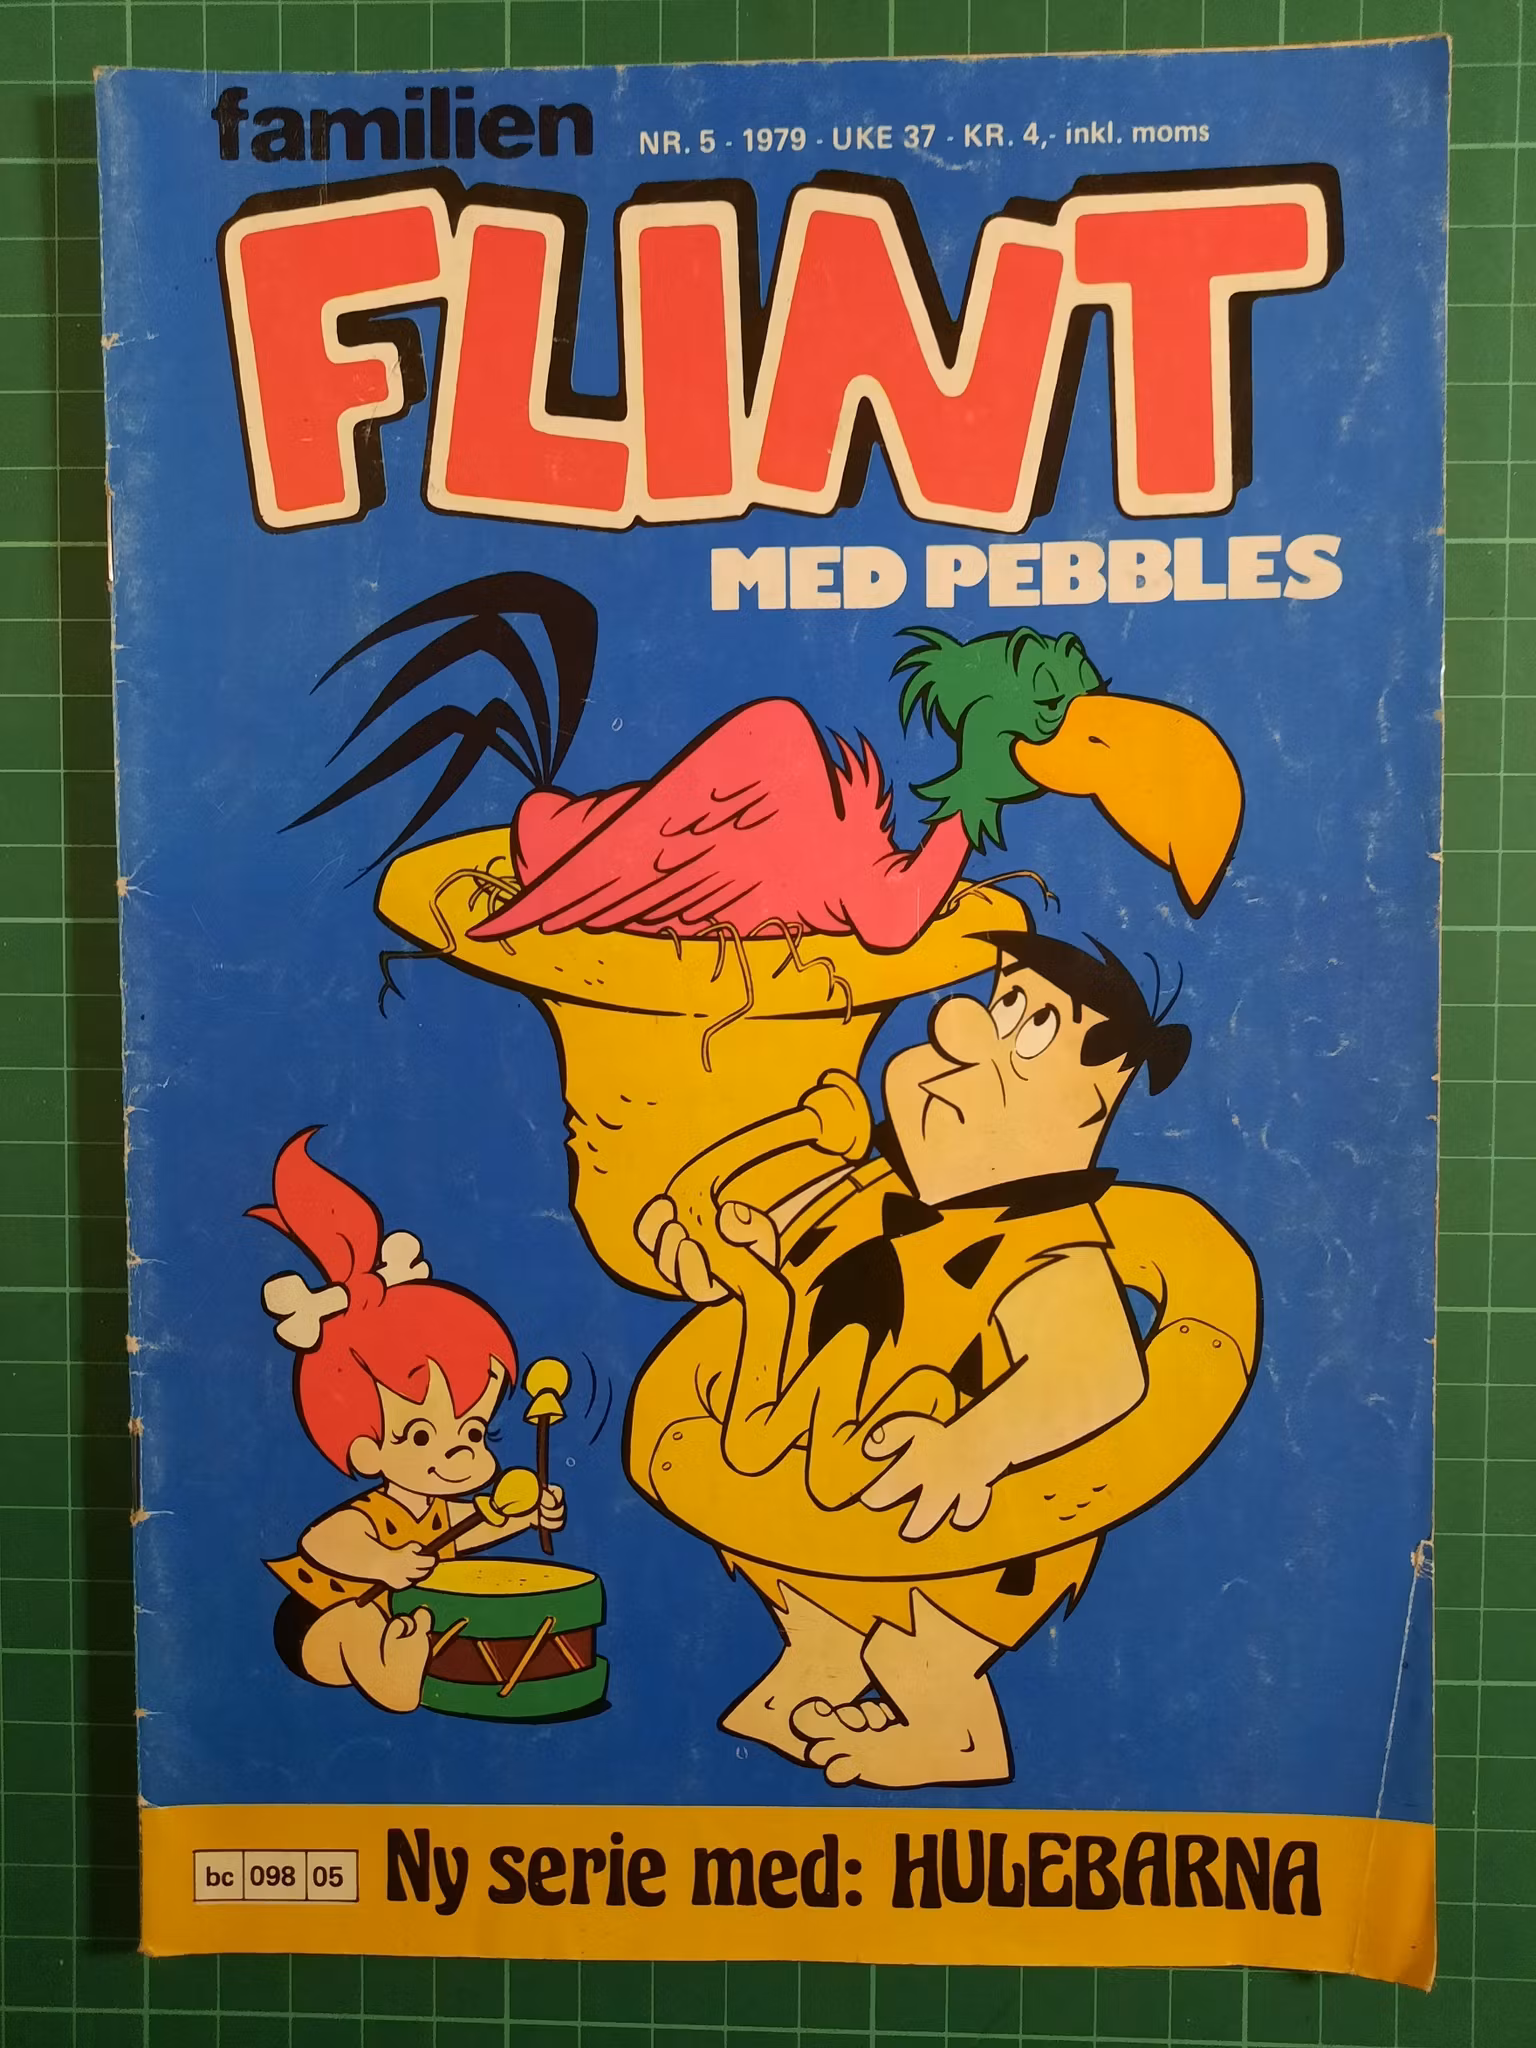 familien
NR. 5 - 1979 - UKE 37 - KR. 4,- inkl. moms
FLINT
MED PEBBLES
bc 098 05
Ny serie med: HULEBARNA